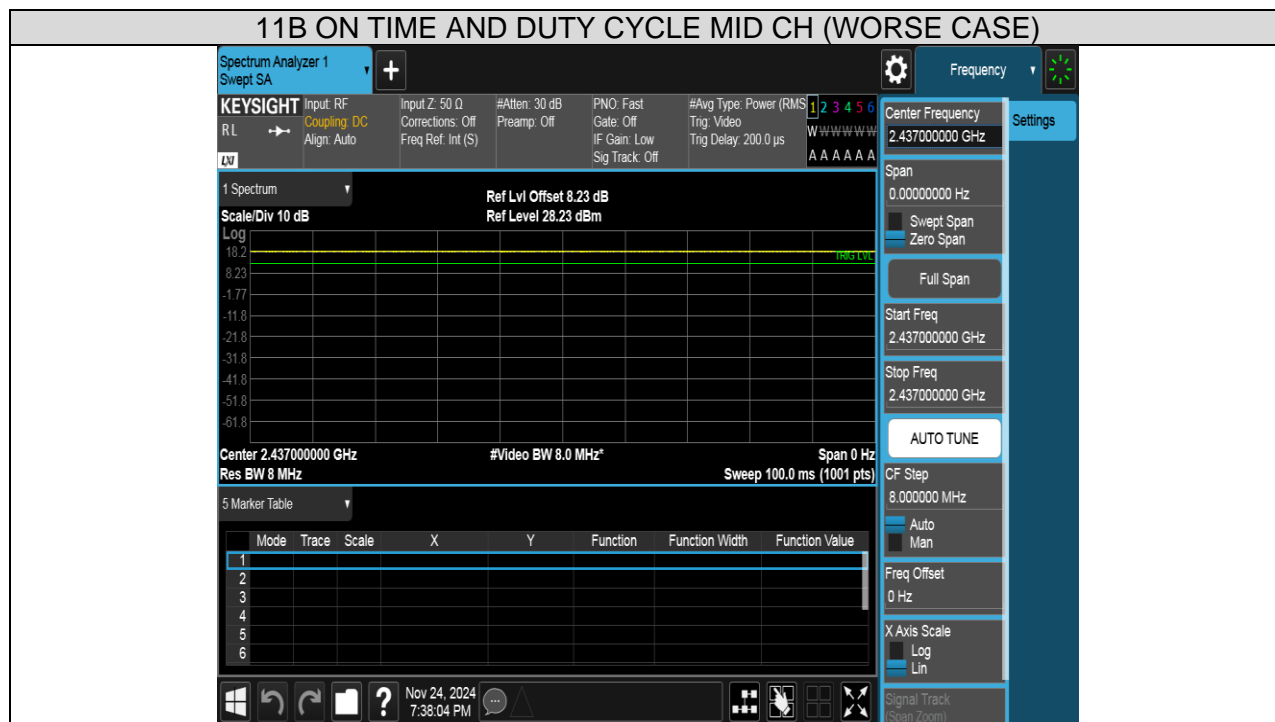 11B ON TIME AND DUTY CYCLE MID CH (WORSE CASE)
Spectrum Analyzer 1
Swept SA
+
Frequency
KEYSIGHT
RL
LXI
Input: RF
Coupling: DC
Align: Auto
Input Z: 50 Ω
Corrections: Off
Freq Ref: Int (S)
#Atten: 30 dB
Preamp: Off
PNO: Fast
Gate: Off
IF Gain: Low
Sig Track: Off
#Avg Type: Power (RMS
Trig: Video
Trig Delay: 200.0 µs
1 2 3 4 5 6
W W W W W W
A A A A A A
1 Spectrum
Ref Lvl Offset 8.23 dB
Scale/Div 10 dB
Ref Level 28.23 dBm
Log
18.2
TRIG LVL
8.23
-1.77
-11.8
-21.8
-31.8
-41.8
-51.8
-61.8
Center 2.437000000 GHz
#Video BW 8.0 MHz*
Span 0 Hz
Res BW 8 MHz
Sweep 100.0 ms (1001 pts)
5 Marker Table
Mode Trace Scale X Y Function Function Width Function Value
1
2
3
4
5
6
?
Nov 24, 2024
7:38:04 PM
Center Frequency
2.437000000 GHz
Settings
Span
0.00000000 Hz
Swept Span
Zero Span
Full Span
Start Freq
2.437000000 GHz
Stop Freq
2.437000000 GHz
AUTO TUNE
CF Step
8.000000 MHz
Auto
Man
Freq Offset
0 Hz
X Axis Scale
Log
Lin
Signal Track
(Span Zoom)